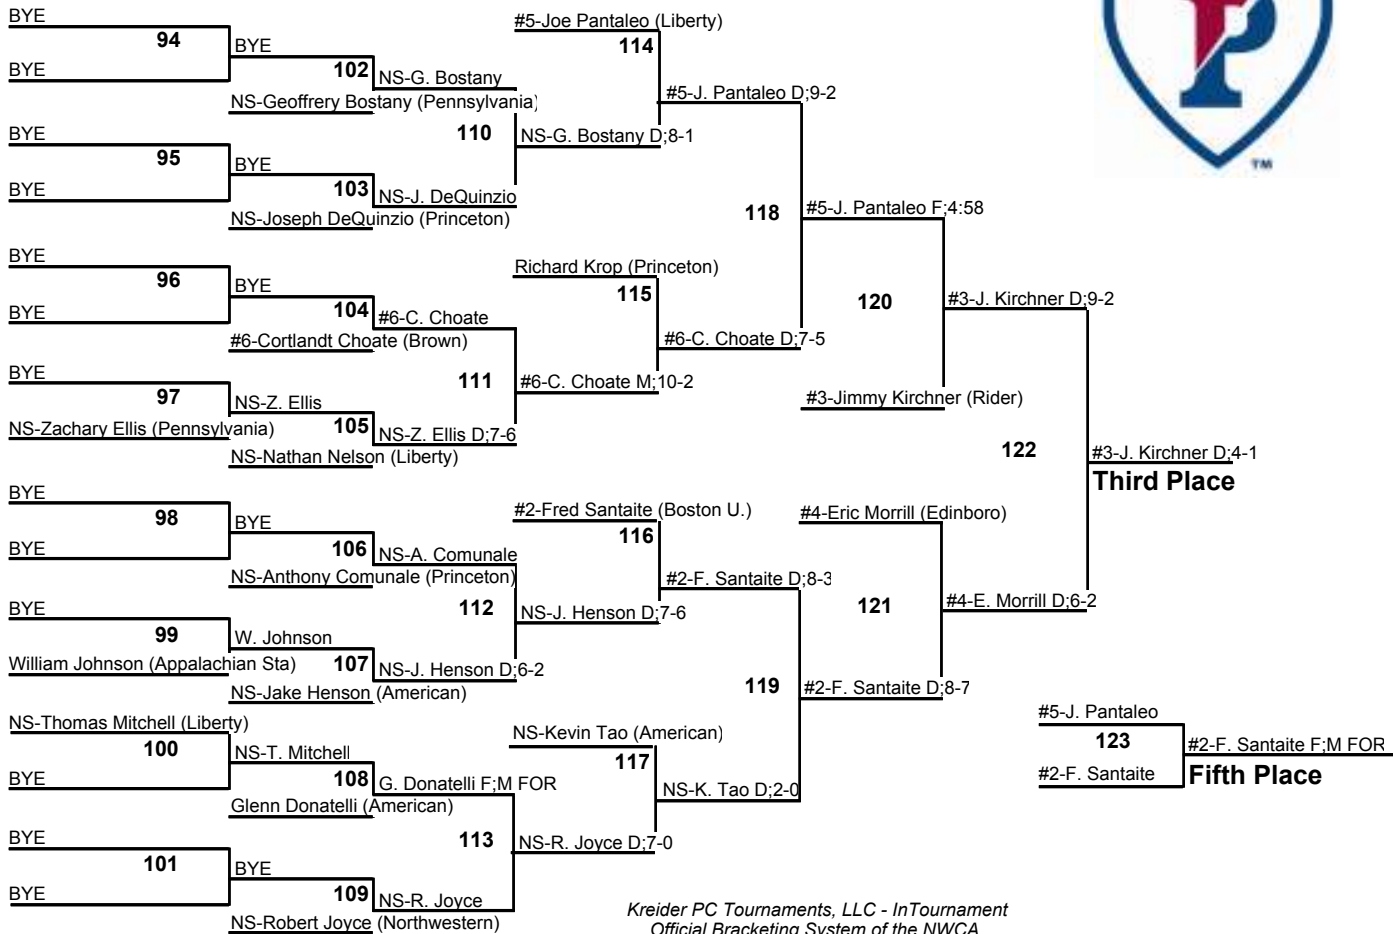 BYE
94
BYE
BYE
102
NS-G. Bostany
NS-Geoffrery Bostany (Pennsylvania)
110
NS-G. Bostany D;8-1
BYE
95
BYE
BYE
103
NS-J. DeQuinzio
NS-Joseph DeQuinzio (Princeton)
#5-Joe Pantaleo (Liberty)
114
#5-J. Pantaleo D;9-2
BYE
96
BYE
BYE
104
#6-C. Choate
#6-Cortlandt Choate (Brown)
111
#6-C. Choate M;10-2
BYE
97
NS-Z. Ellis
NS-Zachary Ellis (Pennsylvania)
105
NS-Z. Ellis D;7-6
NS-Nathan Nelson (Liberty)
Richard Krop (Princeton)
115
#6-C. Choate D;7-5
118
#5-J. Pantaleo F;4:58
120
#3-J. Kirchner D;9-2
#3-Jimmy Kirchner (Rider)
122
#3-J. Kirchner D;4-1
Third Place
BYE
98
BYE
BYE
106
NS-A. Comunale
NS-Anthony Comunale (Princeton)
112
NS-J. Henson D;7-6
BYE
99
W. Johnson
William Johnson (Appalachian Sta)
107
NS-J. Henson D;6-2
NS-Jake Henson (American)
#2-Fred Santaite (Boston U.)
116
#2-F. Santaite D;8-3
#4-Eric Morrill (Edinboro)
121
#4-E. Morrill D;6-2
119
#2-F. Santaite D;8-7
NS-Thomas Mitchell (Liberty)
100
NS-T. Mitchell
BYE
108
G. Donatelli F;M FOR
Glenn Donatelli (American)
113
NS-R. Joyce D;7-0
BYE
101
BYE
BYE
109
NS-R. Joyce
NS-Robert Joyce (Northwestern)
NS-Kevin Tao (American)
117
NS-K. Tao D;2-0
#5-J. Pantaleo
123
#2-F. Santaite F;M FOR
#2-F. Santaite
Fifth Place
Kreider PC Tournaments, LLC - InTournament
Official Bracketing System of the NWCA
P
TM